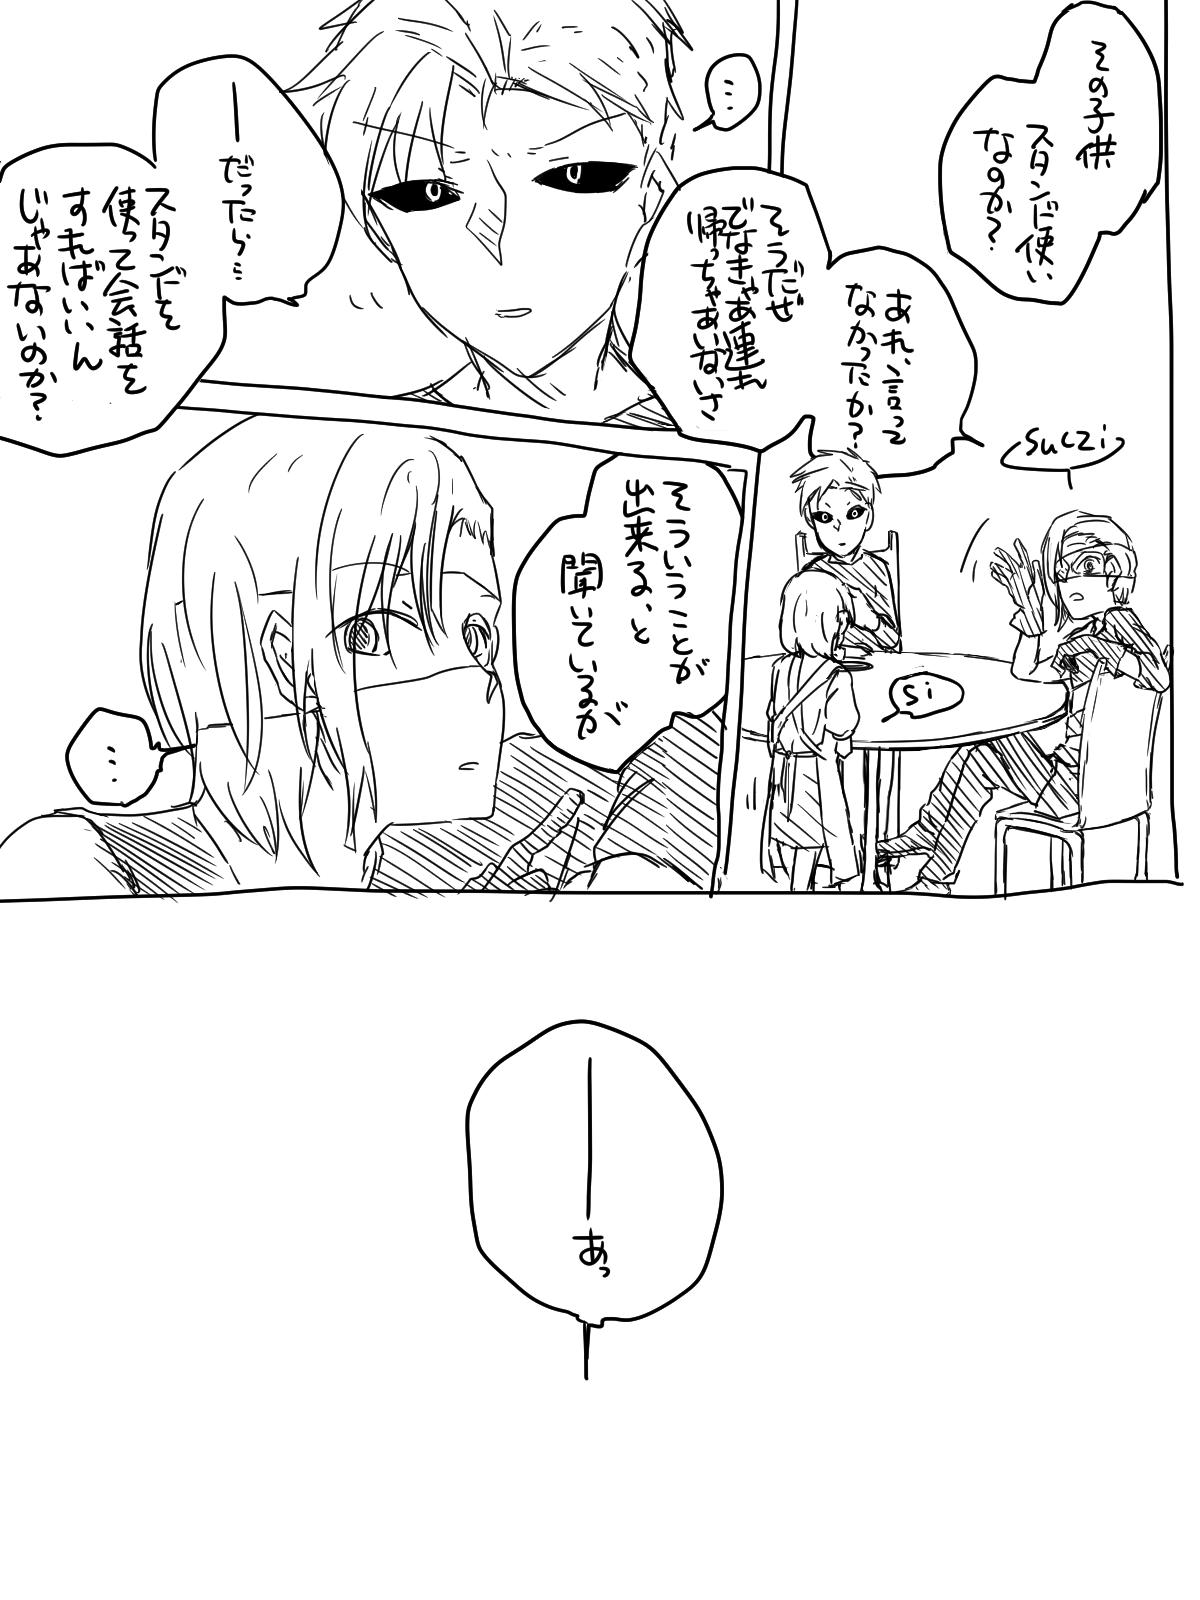 その子供
スタンド使い
なのか?
あれ、言って
なかったか?
そうだぜ
でなきゃあ連れ
帰っちゃあいないさ
suczi
si
…
―だったら…
スタンドを
使って会話を
すればいいん
じゃあないのか?
そういうことが
出来る、と
聞いているが
…
―あっ